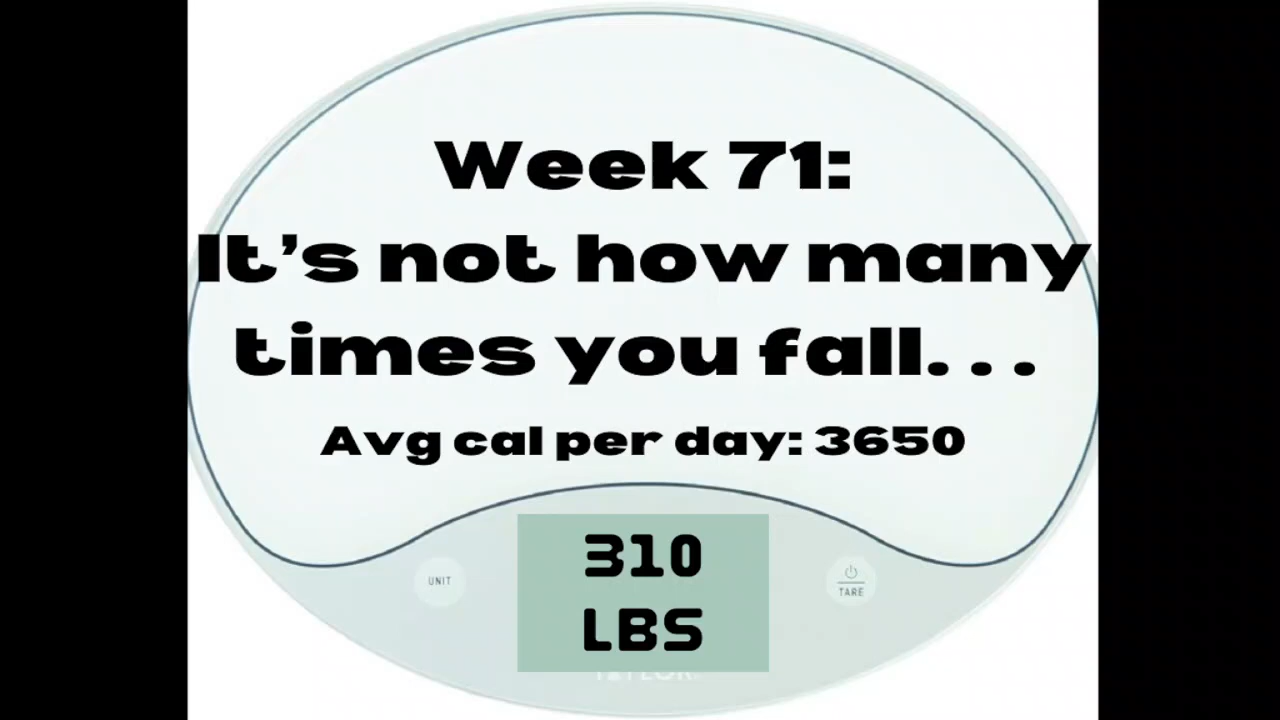 Week 71:
It's not how many
times you fall. . .
Avg cal per day: 3650
310
LBS
UNIT
TARE